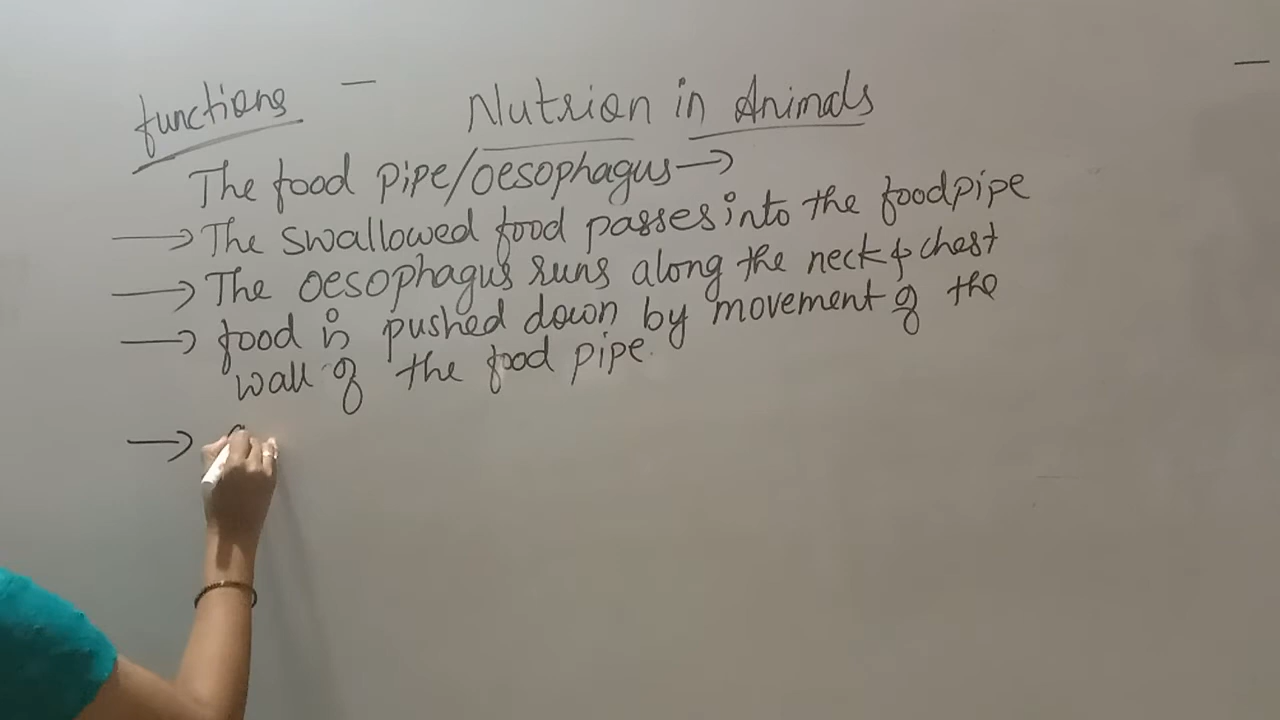 functions - Nutrion in Animals
The food pipe/oesophagus→
→ The swallowed food passes into the foodpipe
→ The oesophagus runs along the neck & chest
→ food is pushed down by movement of the
wall of the food pipe.
→